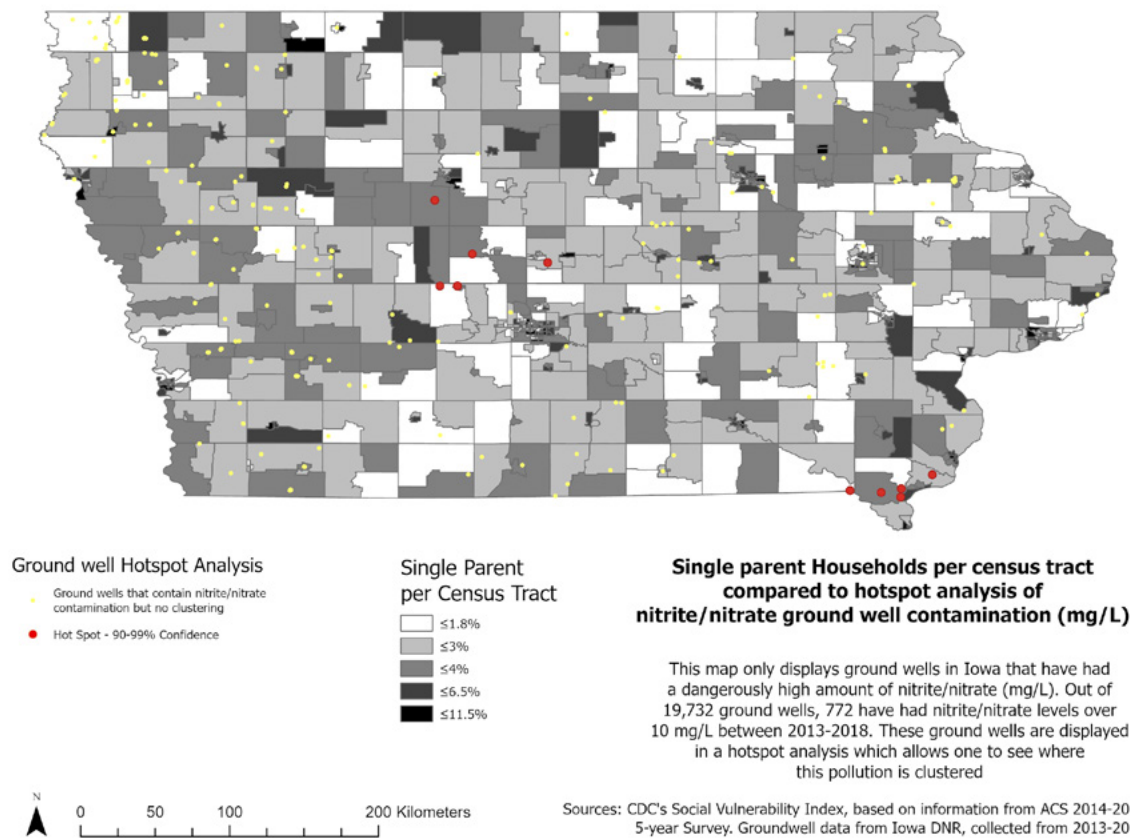 Ground well Hotspot Analysis
Ground wells that contain nitrite/nitrate
contamination but no clustering
Hot Spot - 90-99% Confidence
Single Parent
per Census Tract
≤1.8%
≤3%
≤4%
≤6.5%
≤11.5%
Single parent Households per census tract
compared to hotspot analysis of
nitrite/nitrate ground well contamination (mg/L)
This map only displays ground wells in Iowa that have had
a dangerously high amount of nitrite/nitrate (mg/L). Out of
19,732 ground wells, 772 have had nitrite/nitrate levels over
10 mg/L between 2013-2018. These ground wells are displayed
in a hotspot analysis which allows one to see where
this pollution is clustered
N
0 50 100 200 Kilometers
Sources: CDC's Social Vulnerability Index, based on information from ACS 2014-20
5-year Survey. Groundwell data from Iowa DNR, collected from 2013-20